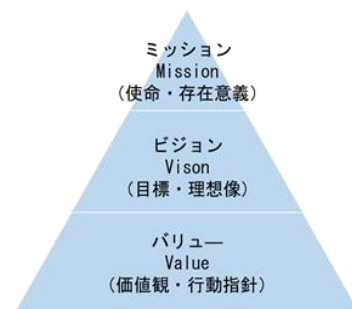 ミッション
Mission
（使命・存在意義）
ビジョン
Vison
（目標・理想像）
バリュ―
Value
（価値観・行動指針）